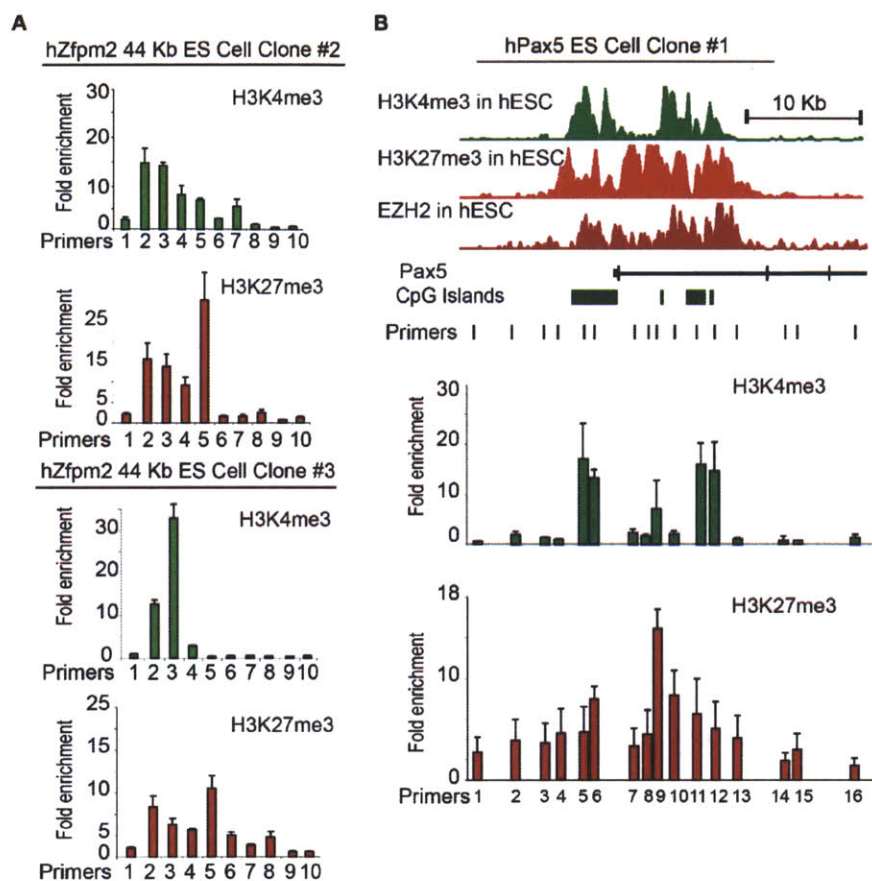 A
hZfpm2 44 Kb ES Cell Clone #2
H3K4me3
Fold enrichment
30
20
10
0
Primers
1 2 3 4 5 6 7 8 9 10
H3K27me3
Fold enrichment
25
15
5
0
Primers
1 2 3 4 5 6 7 8 9 10
hZfpm2 44 Kb ES Cell Clone #3
H3K4me3
Fold enrichment
30
20
10
0
Primers
1 2 3 4 5 6 7 8 9 10
H3K27me3
Fold enrichment
25
15
5
0
Primers
1 2 3 4 5 6 7 8 9 10
B
hPax5 ES Cell Clone #1
H3K4me3 in hESC
10 Kb
H3K27me3 in hESC
EZH2 in hESC
Pax5
CpG Islands
Primers
H3K4me3
Fold enrichment
30
20
10
0
H3K27me3
Fold enrichment
18
10
0
Primers
1 2 3 4 5 6 7 8 9 10 11 12 13 14 15 16